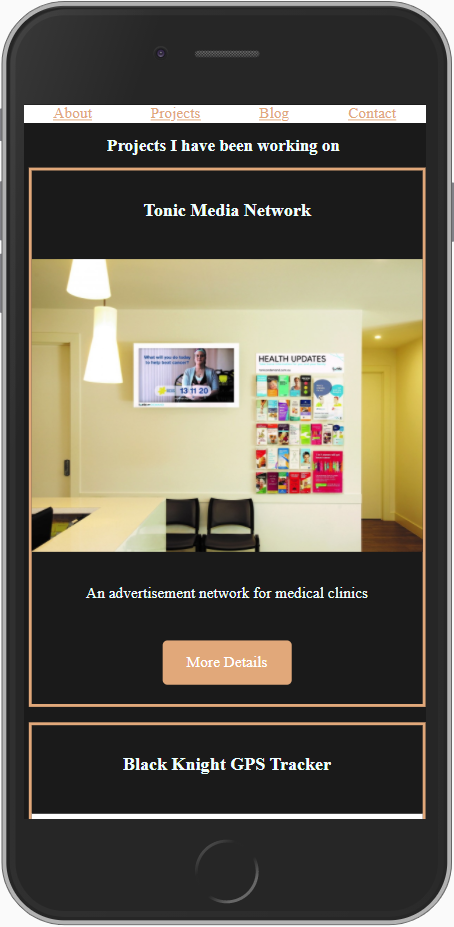 About Projects Blog Contact
Projects I have been working on
Tonic Media Network
What will you do today
to help beat cancer?
13 11 20
HEALTH UPDATES
An advertisement network for medical clinics
More Details
Black Knight GPS Tracker